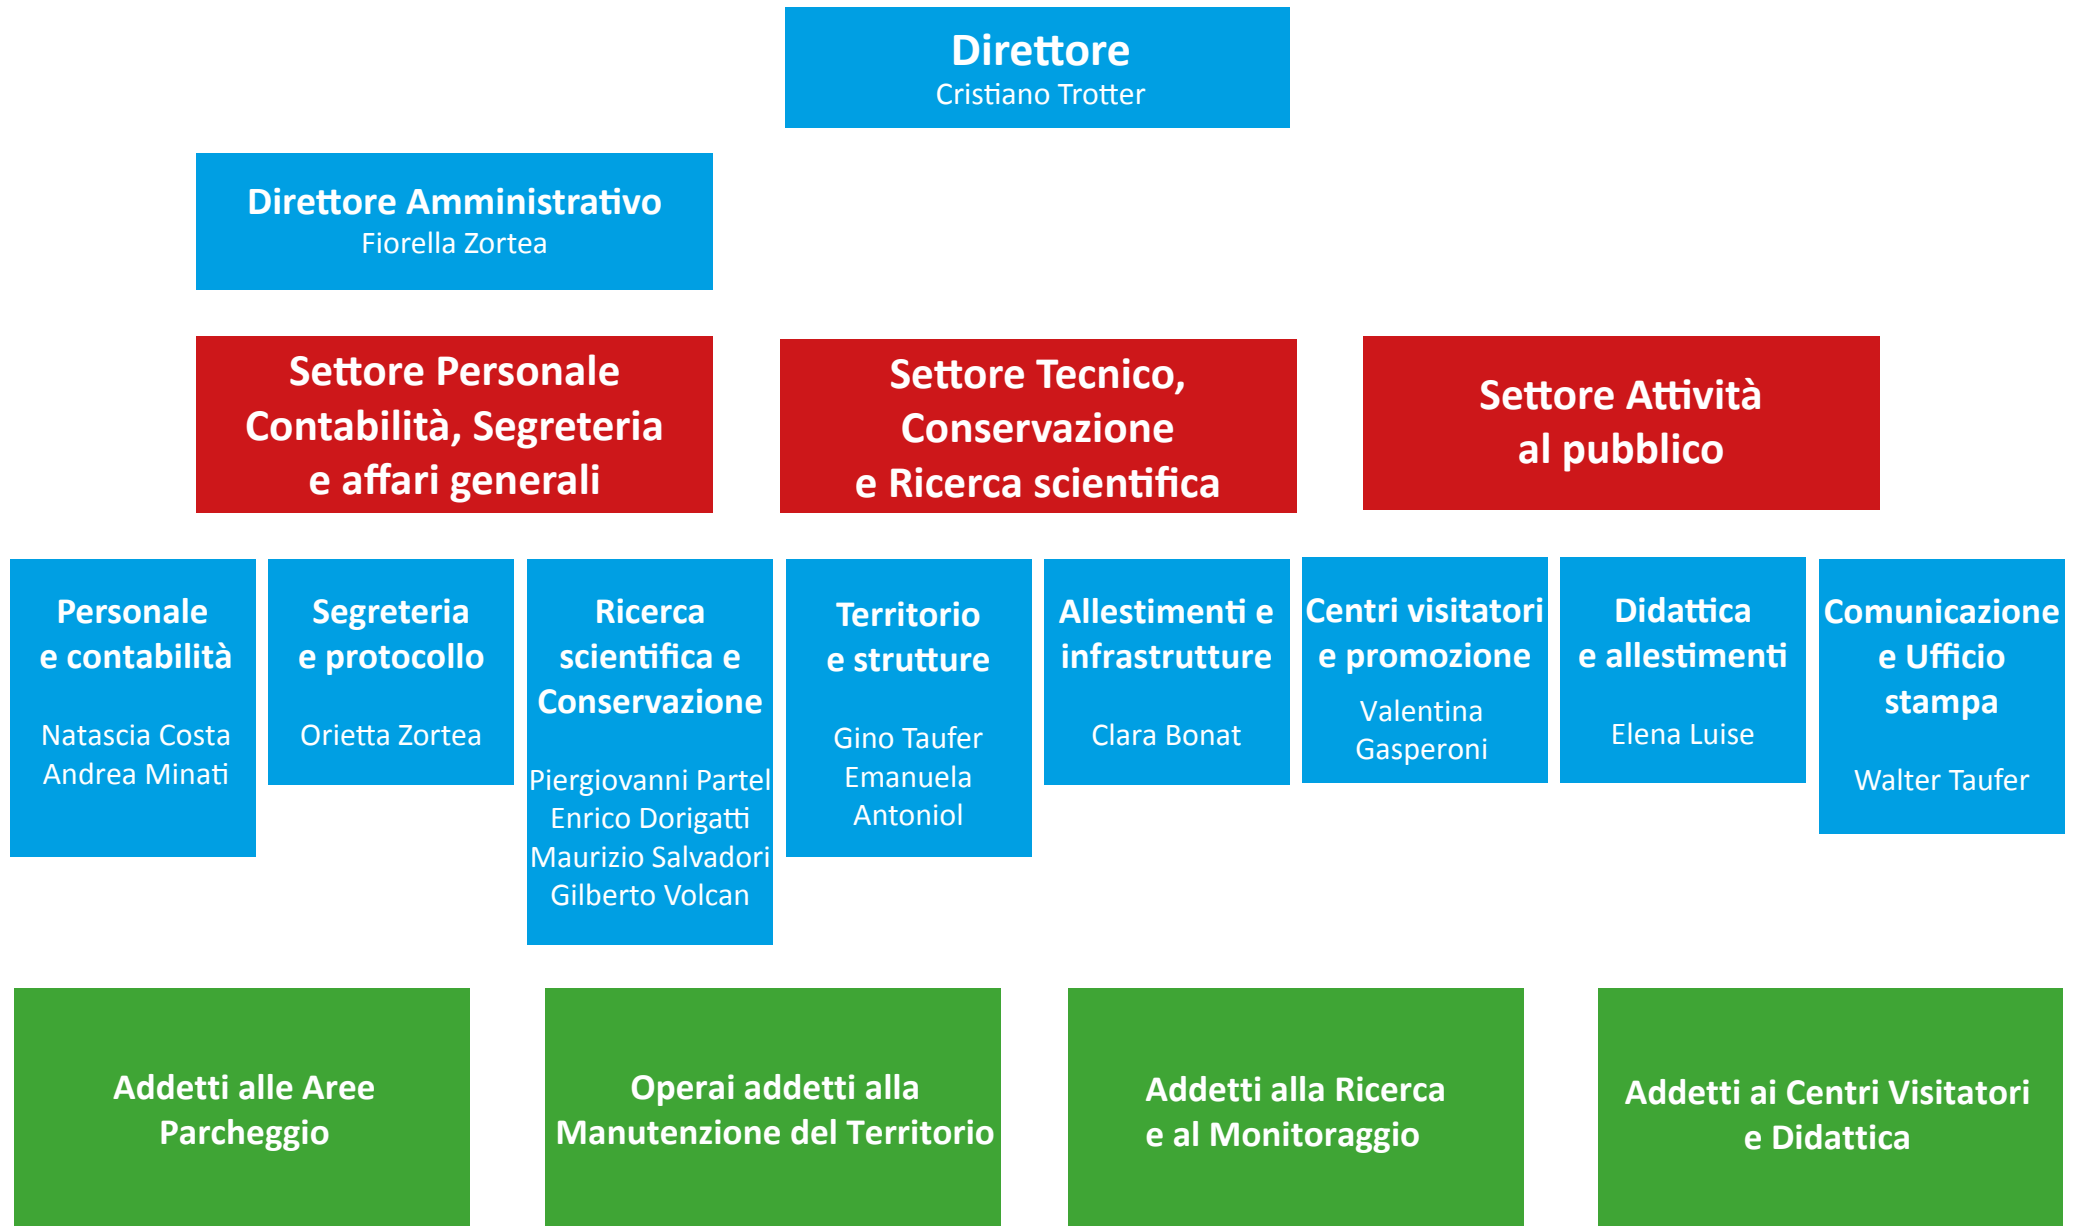 Direttore
Cristiano Trotter
Direttore Amministrativo
Fiorella Zortea
Settore Personale
Contabilità, Segreteria
e affari generali
Settore Tecnico,
Conservazione
e Ricerca scientifica
Settore Attività
al pubblico
Personale
e contabilità
Natascia Costa
Andrea Minati
Segreteria
e protocollo
Orietta Zortea
Ricerca
scientifica e
Conservazione
Piergiovanni Partel
Enrico Dorigatti
Maurizio Salvadori
Gilberto Volcan
Territorio
e strutture
Gino Taufer
Emanuela
Antoniol
Allestimenti e
infrastrutture
Clara Bonat
Centri visitatori
e promozione
Valentina
Gasperoni
Didattica
e allestimenti
Elena Luise
Comunicazione
e Ufficio
stampa
Walter Taufer
Addetti alle Aree
Parcheggio
Operai addetti alla
Manutenzione del Territorio
Addetti alla Ricerca
e al Monitoraggio
Addetti ai Centri Visitatori
e Didattica